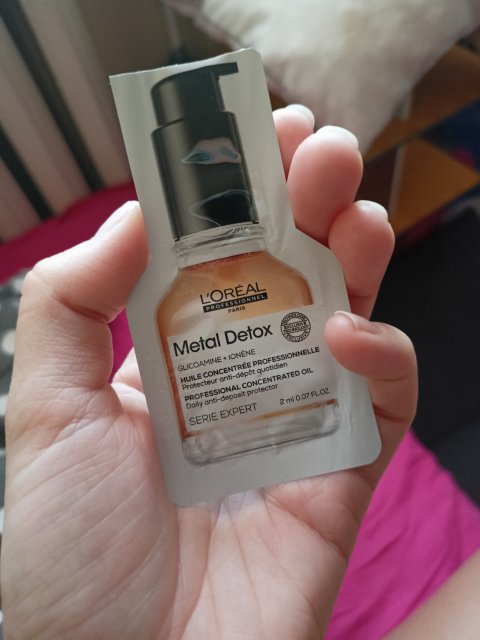 L'ORÉAL
PROFESSIONNEL
PARIS
Metal Detox
GLICOAMINE + IONÈNE
HUILE CONCENTRÉE PROFESSIONNELLE
Protecteur anti-dépôt quotidien
PROFESSIONAL CONCENTRATED OIL
Daily anti-deposit protector
SERIE EXPERT 2 ml 0.07 FL.OZ